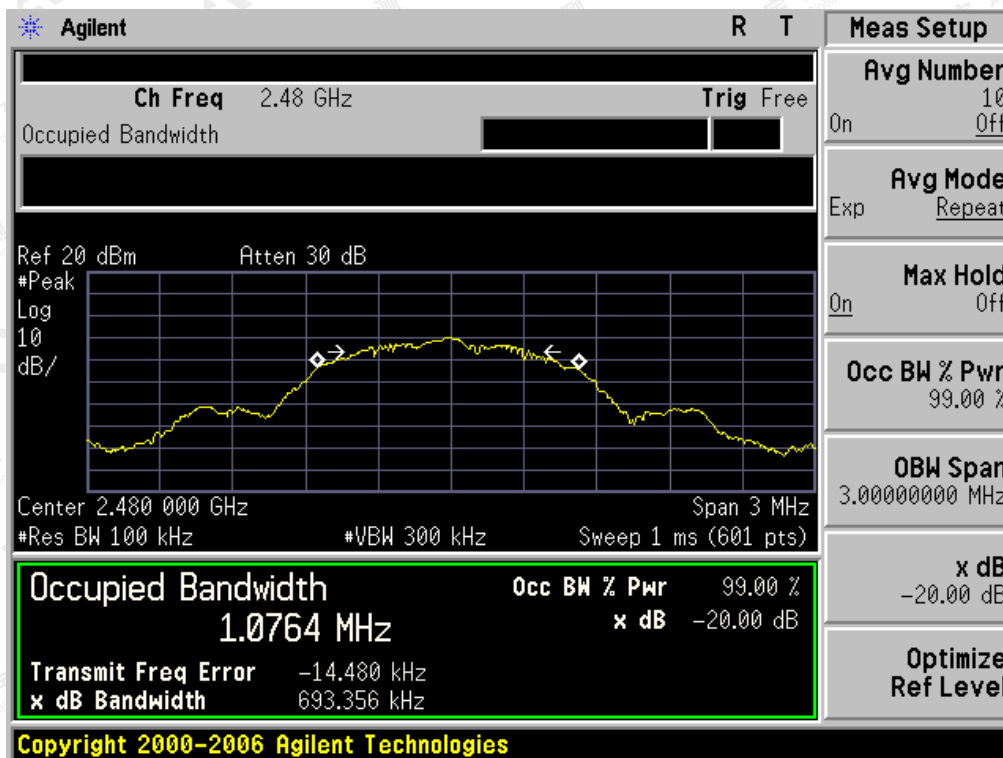 Agilent R T
Ch Freq 2.48 GHz Trig Free
Occupied Bandwidth
Ref 20 dBm Atten 30 dB
#Peak
Log
10
dB/
Center 2.480 000 GHz Span 3 MHz
#Res BW 100 kHz #VBW 300 kHz Sweep 1 ms (601 pts)
Occupied Bandwidth Occ BW % Pwr 99.00 %
1.0764 MHz x dB -20.00 dB
Transmit Freq Error -14.480 kHz
x dB Bandwidth 693.356 kHz
Copyright 2000-2006 Agilent Technologies
Meas Setup
Avg Number
10
On Off
Avg Mode
Exp Repeat
Max Hold
On Off
Occ BW % Pwr
99.00 %
OBW Span
3.00000000 MHz
x dB
-20.00 dB
Optimize
Ref Level